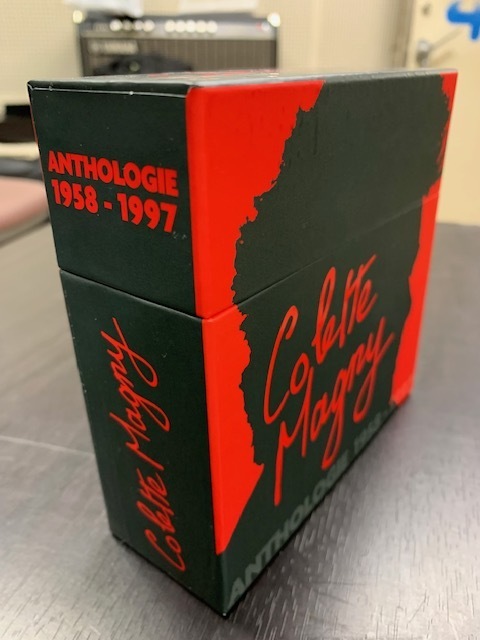 ANTHOLOGIE
1958 - 1997
Colette Magny
Colette
Magny
ANTHOLOGIE